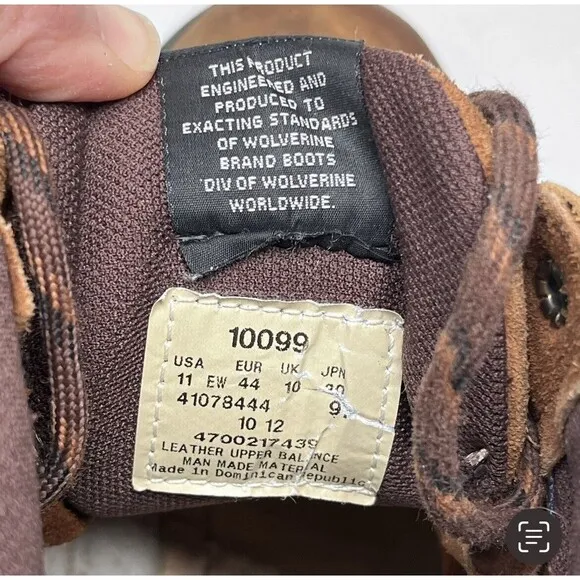 THIS PRODUCT
ENGINEERED AND
PRODUCED TO
EXACTING STANDARDS
OF WOLVERINE
BRAND BOOTS
DIV OF WOLVERINE
WORLDWIDE.
10099
USA EUR UK JPN
11 EW 44 10
41078444
10 12
4700217439
LEATHER UPPER BALANCE
MAN MADE MATERIAL
Made in Dominican Republic